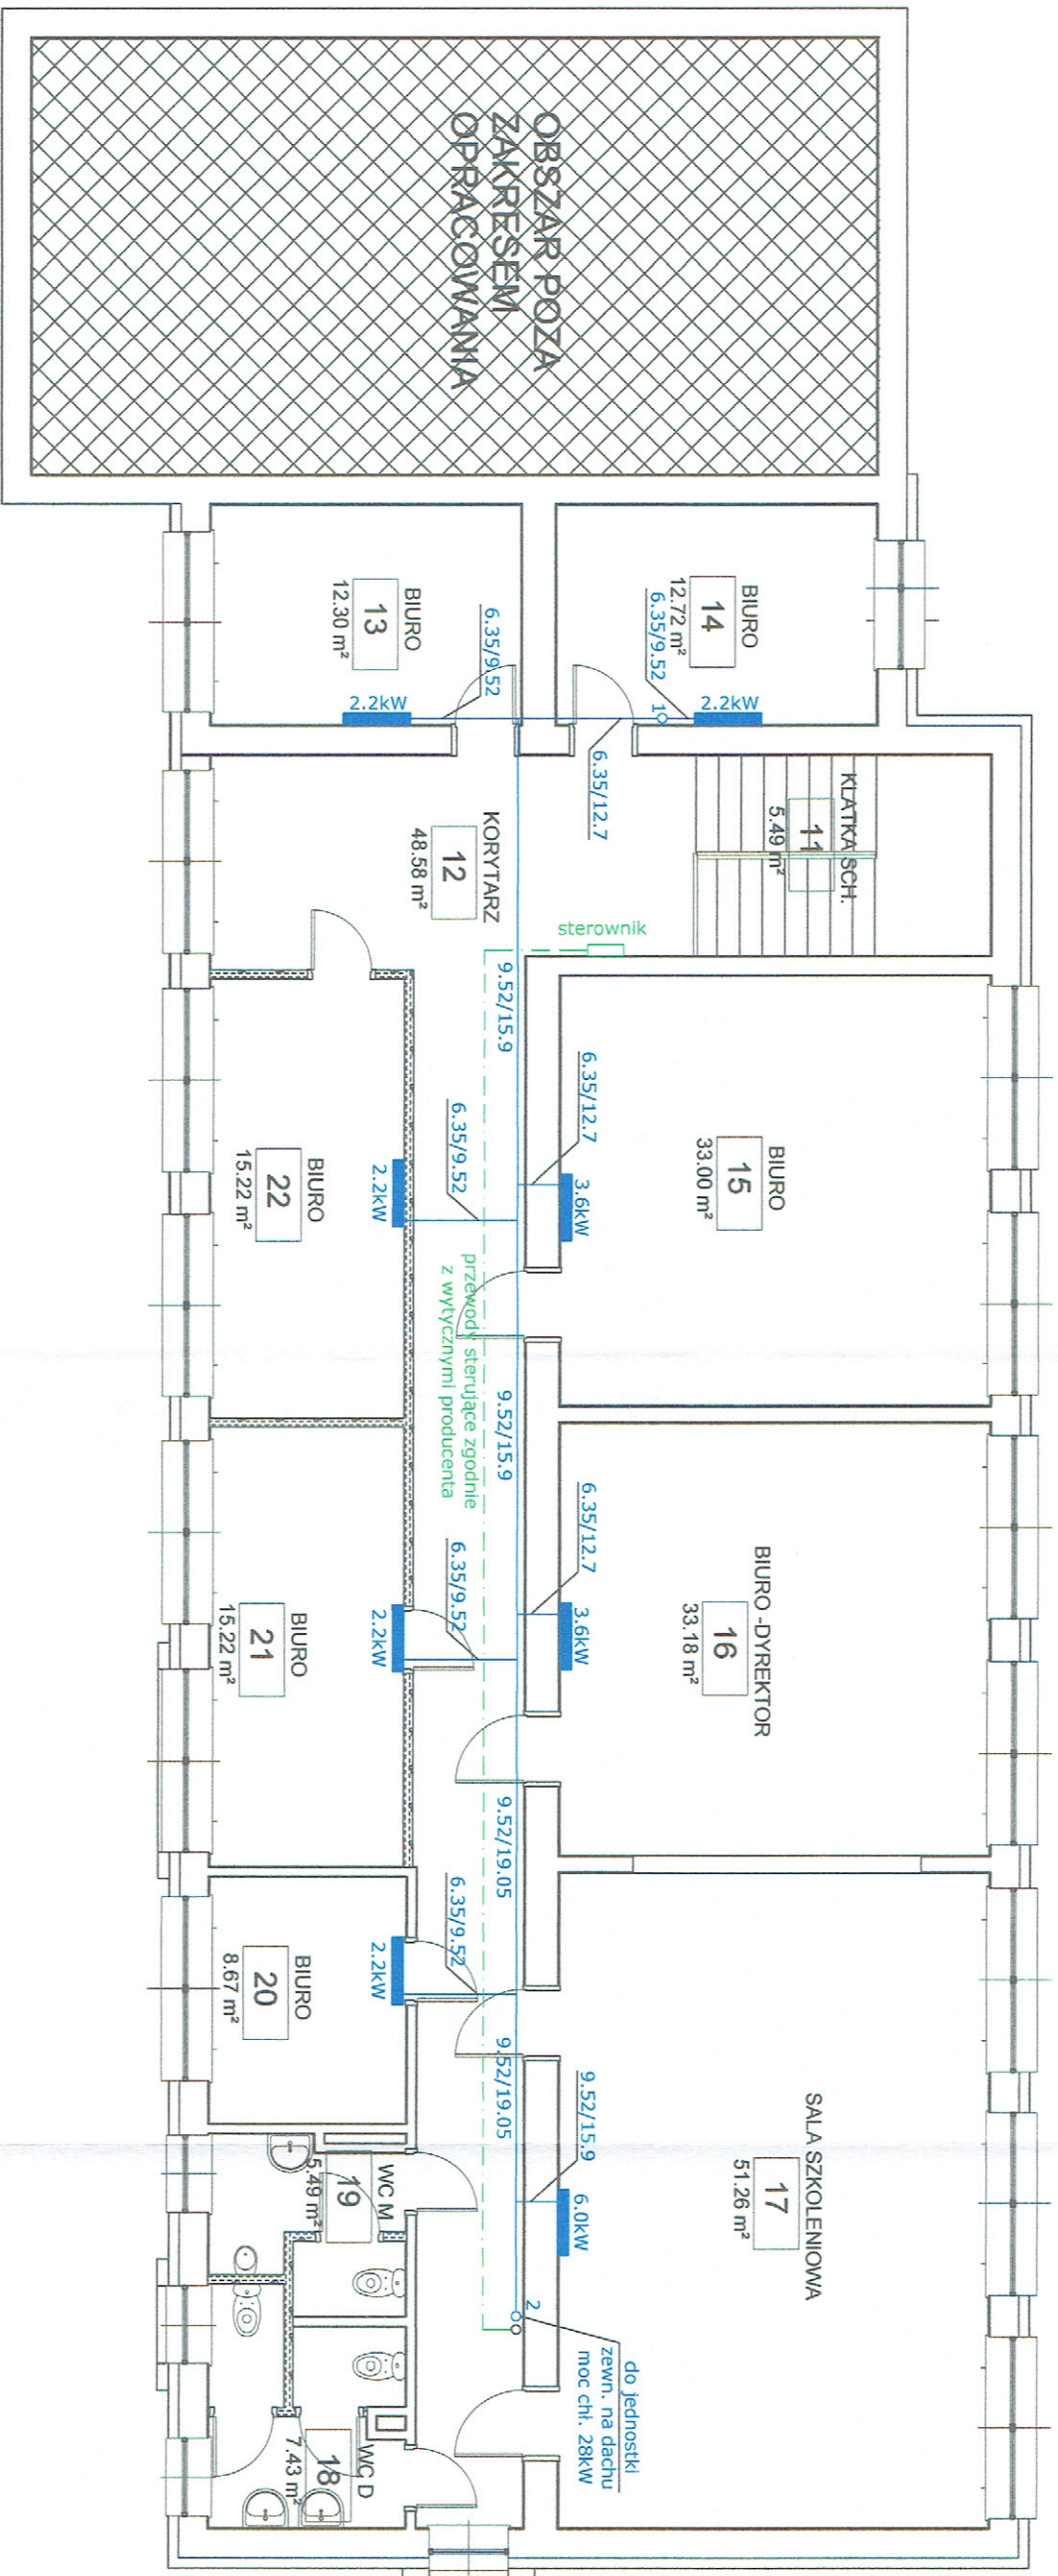 OBSZAR POZA
ZAKRESEM
OPRACOWANIA
BIURO
14
12.72 m²
6.35/9.52
1
2.2kW
BIURO
13
12.30 m²
6.35/9.52
2.2kW
6.35/12.7
KLATKA SCH.
11
5.49 m²
KORYTARZ
12
48.58 m²
sterownik
9.52/15.9
BIURO
15
33.00 m²
6.35/12.7
3.6kW
6.35/9.52
2.2kW
BIURO
22
15.22 m²
przewody sterujące zgodnie
z wytycznymi producenta
9.52/15.9
BIURO -DYREKTOR
16
33.18 m²
6.35/12.7
3.6kW
6.35/9.52
2.2kW
BIURO
21
15.22 m²
9.52/19.05
6.35/9.52
2.2kW
BIURO
20
8.67 m²
9.52/19.05
SALA SZKOLENIOWA
17
51.26 m²
9.52/15.9
6.0kW
2
do jednostki
zewn. na dachu
moc chł. 28kW
WC M
19
5.49 m²
WC D
18
7.43 m²